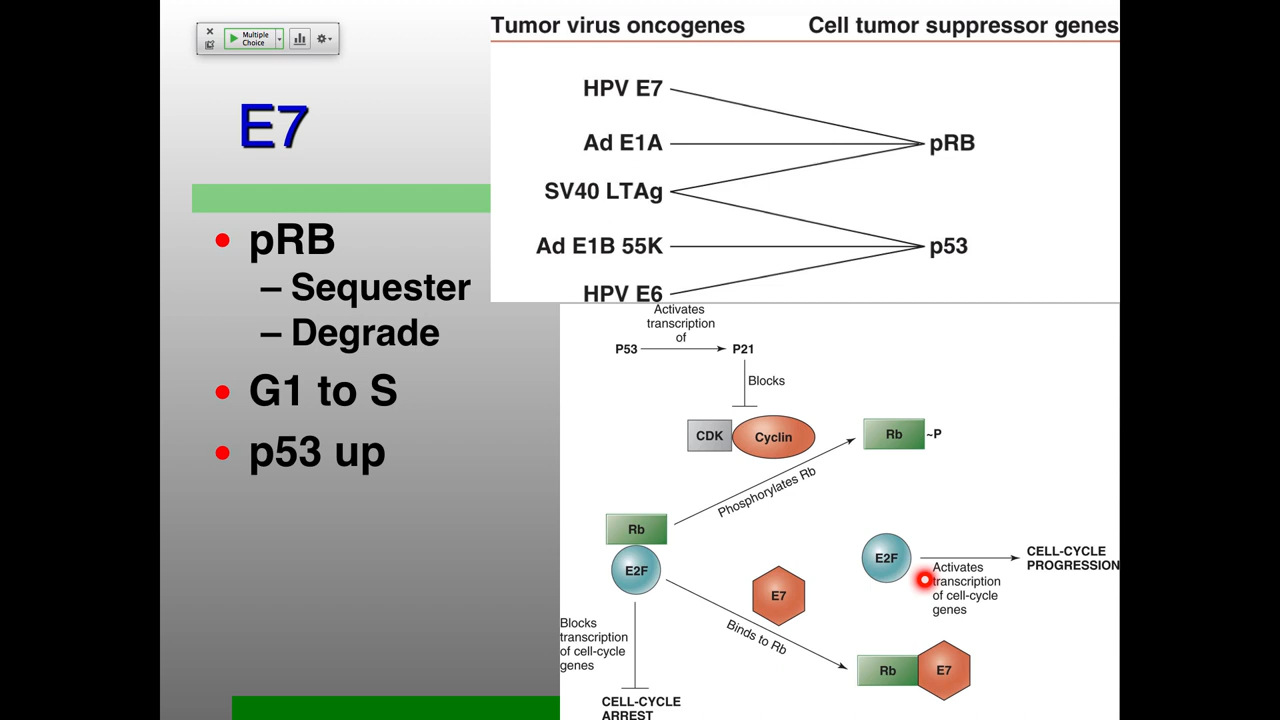 Multiple
Choice
E7
• pRB
– Sequester
– Degrade
• G1 to S
• p53 up
Tumor virus oncogenes
Cell tumor suppressor genes
HPV E7
Ad E1A
SV40 LTAg
Ad E1B 55K
HPV E6
pRB
p53
Activates
transcription
of
P53
P21
Blocks
CDK
Cyclin
Rb
~P
Phosphorylates Rb
Rb
E2F
E2F
Activates
transcription
of cell-cycle
genes
CELL-CYCLE
PROGRESSION
E7
Binds to Rb
Blocks
transcription
of cell-cycle
genes
Rb
E7
CELL-CYCLE
ARREST